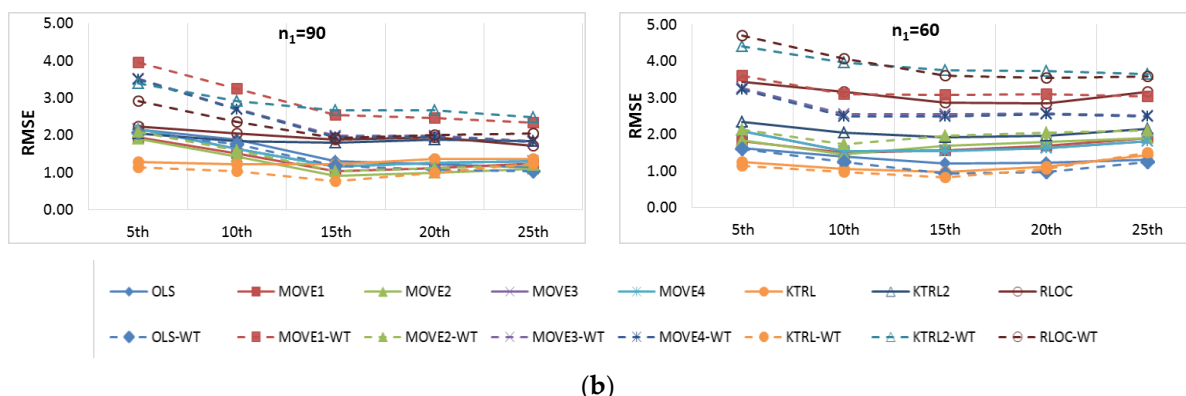 n1=90
RMSE
5.00
4.00
3.00
2.00
1.00
0.00
5th 10th 15th 20th 25th
n1=60
RMSE
5.00
4.00
3.00
2.00
1.00
0.00
5th 10th 15th 20th 25th
OLS MOVE1 MOVE2 MOVE3 MOVE4 KTRL KTRL2 RLOC
OLS-WT MOVE1-WT MOVE2-WT MOVE3-WT MOVE4-WT KTRL-WT KTRL2-WT RLOC-WT
(b)